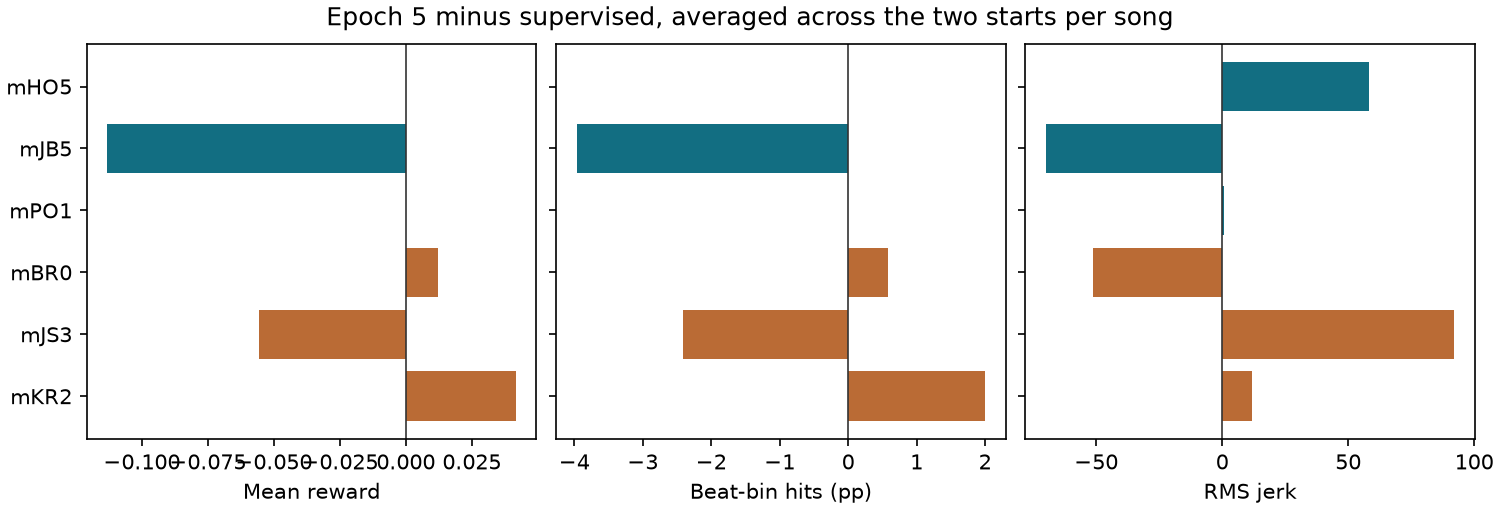 Epoch 5 minus supervised, averaged across the two starts per song
mHO5
mJB5
mPO1
mBR0
mJS3
mKR2
−0.100 −0.075 −0.050 −0.025 0.000 0.025
Mean reward
−4 −3 −2 −1 0 1 2
Beat-bin hits (pp)
−50 0 50 100
RMS jerk